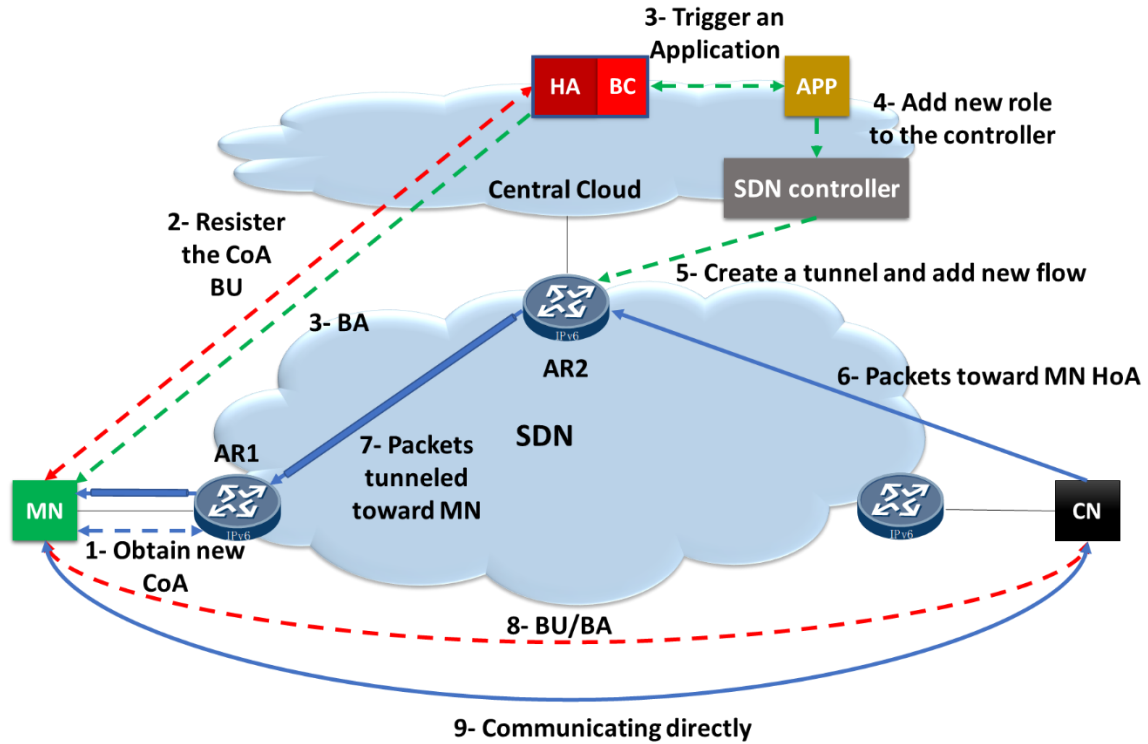 3- Trigger an
Application
HA
BC
APP
4- Add new role
to the controller
SDN controller
Central Cloud
2- Resister
the CoA
BU
5- Create a tunnel and add new flow
3- BA
IPv6
AR2
6- Packets toward MN HoA
SDN
AR1
7- Packets
tunneled
toward MN
MN
IPv6
IPv6
CN
1- Obtain new
CoA
8- BU/BA
9- Communicating directly